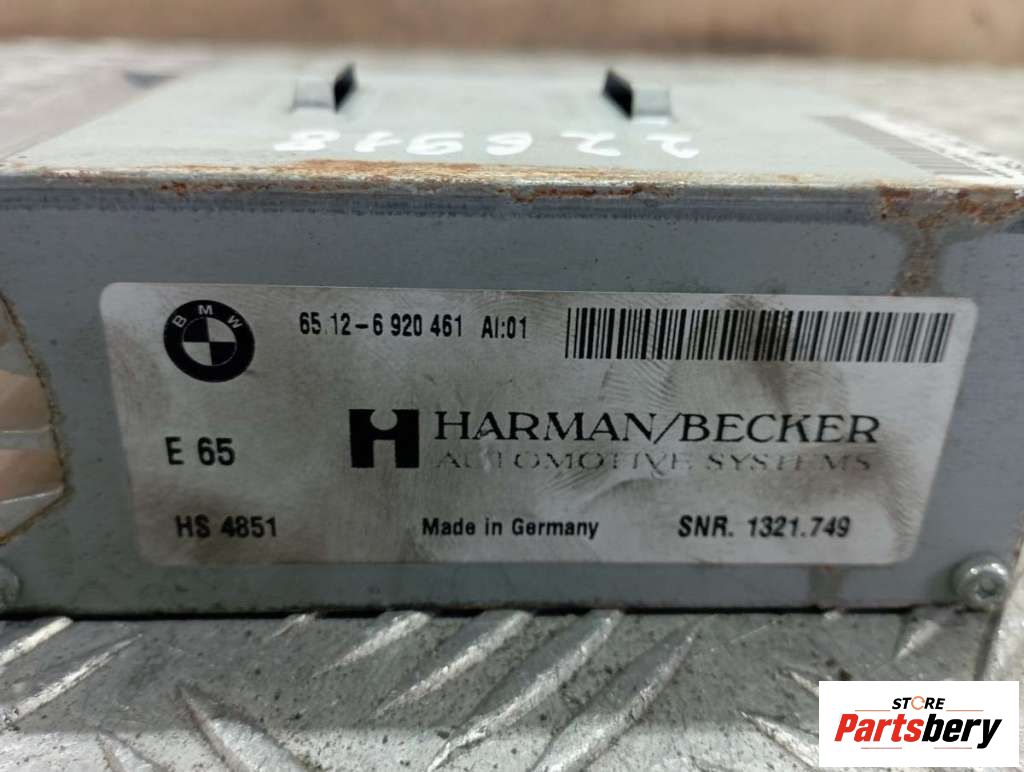 226918
BMW
65.12-6 920 461 AI:01
E 65
HARMAN/BECKER
AUTOMOTIVE SYSTEMS
HS 4851
Made in Germany
SNR. 1321.749
STORE
Partsbery